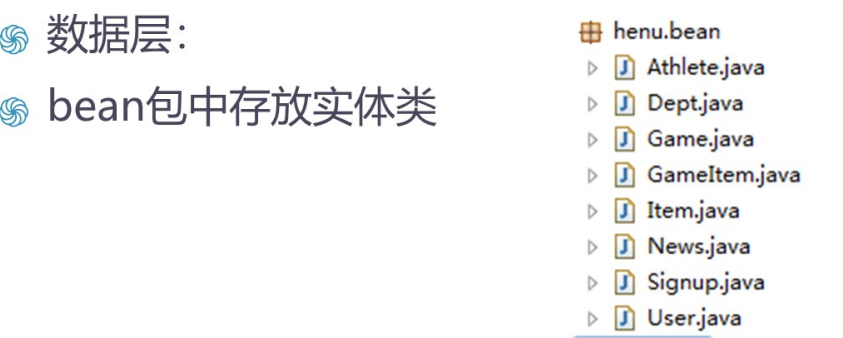 数据层：
bean包中存放实体类
henu.bean
Athlete.java
Dept.java
Game.java
GameItem.java
Item.java
News.java
Signup.java
User.java